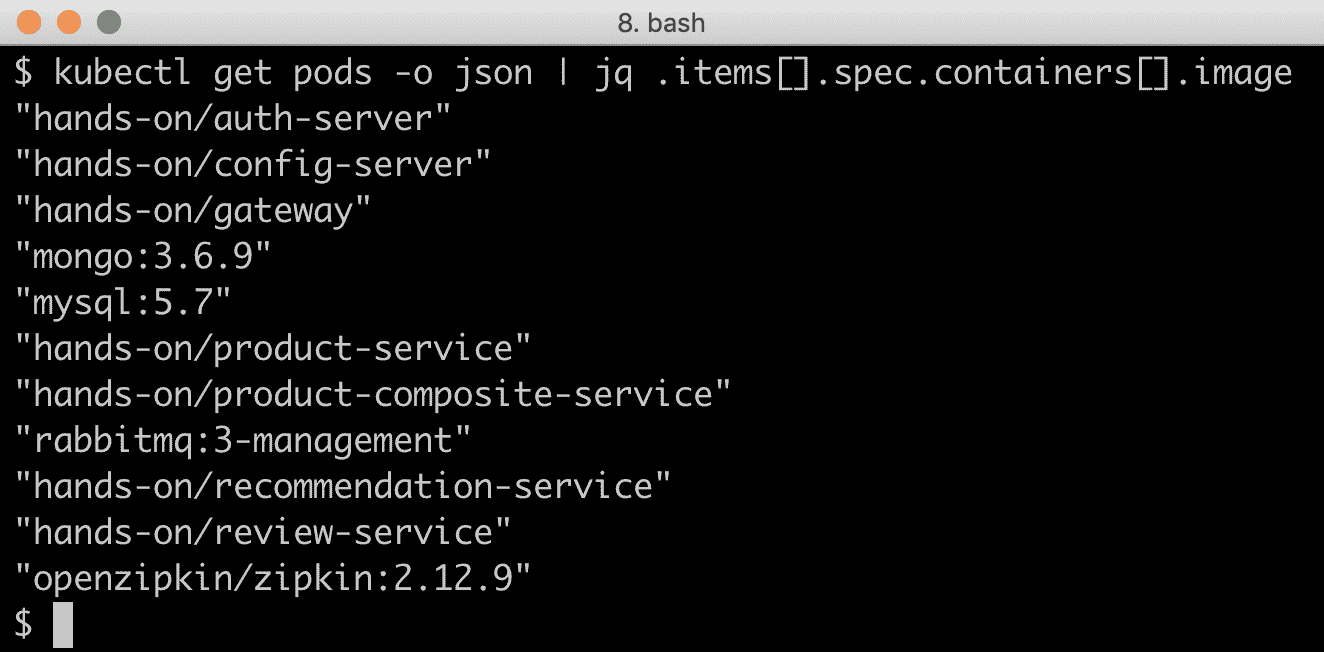 8. bash
$ kubectl get pods -o json | jq .items[].spec.containers[].image
"hands-on/auth-server"
"hands-on/config-server"
"hands-on/gateway"
"mongo:3.6.9"
"mysql:5.7"
"hands-on/product-service"
"hands-on/product-composite-service"
"rabbitmq:3-management"
"hands-on/recommendation-service"
"hands-on/review-service"
"openzipkin/zipkin:2.12.9"
$